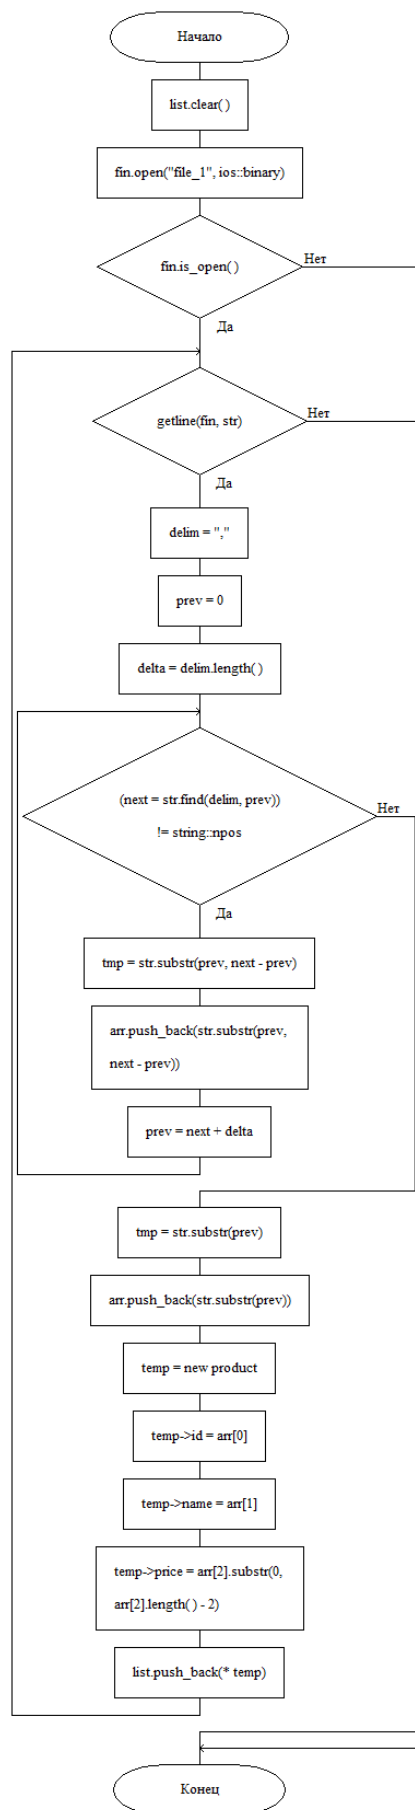 Начало
list.clear( )
fin.open("file_1", ios::binary)
fin.is_open( )
Нет
Да
getline(fin, str)
Нет
Да
delim = ","
prev = 0
delta = delim.length( )
(next = str.find(delim, prev))
!= string::npos
Нет
Да
tmp = str.substr(prev, next - prev)
arr.push_back(str.substr(prev,
next - prev))
prev = next + delta
tmp = str.substr(prev)
arr.push_back(str.substr(prev))
temp = new product
temp->id = arr[0]
temp->name = arr[1]
temp->price = arr[2].substr(0,
arr[2].length( ) - 2)
list.push_back(* temp)
Конец